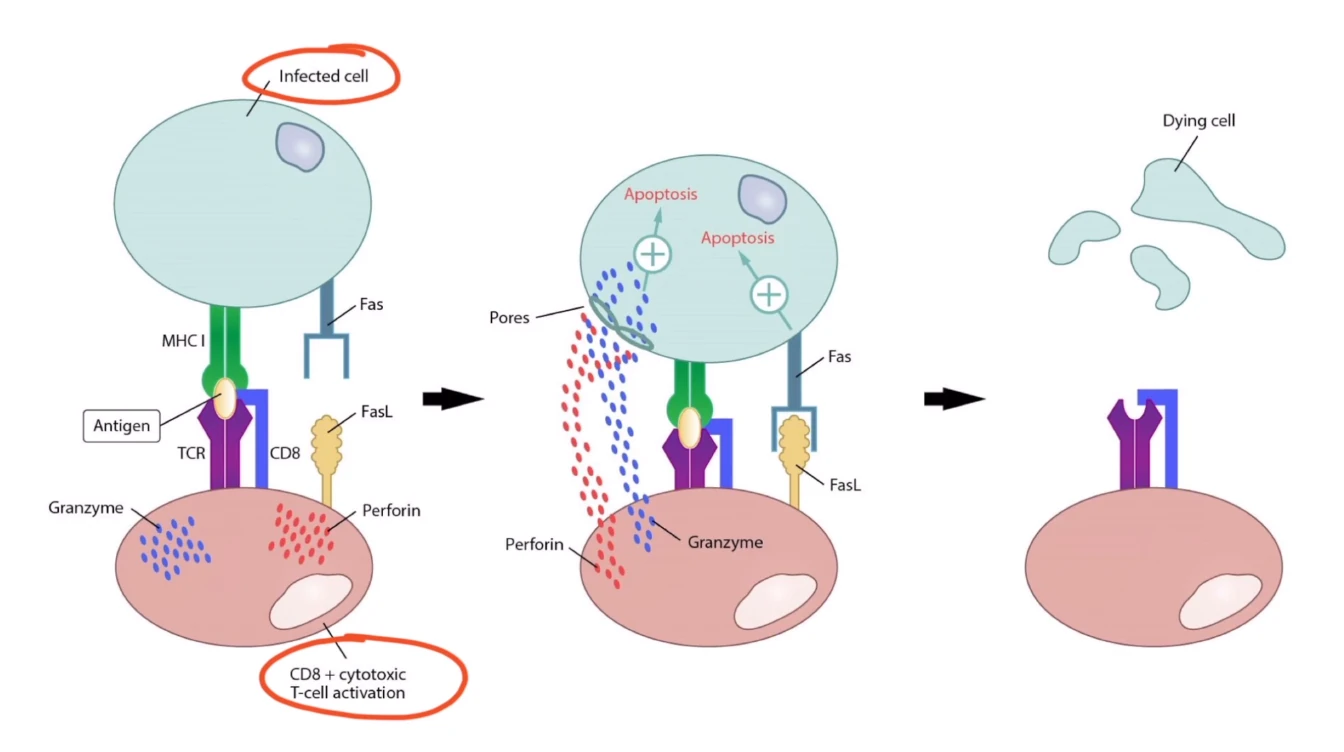 Infected cell
Fas
MHC I
Antigen
TCR
CD8
FasL
Granzyme
Perforin
CD8 + cytotoxic
T-cell activation
Apoptosis
Apoptosis
Pores
Fas
FasL
Perforin
Granzyme
Dying cell